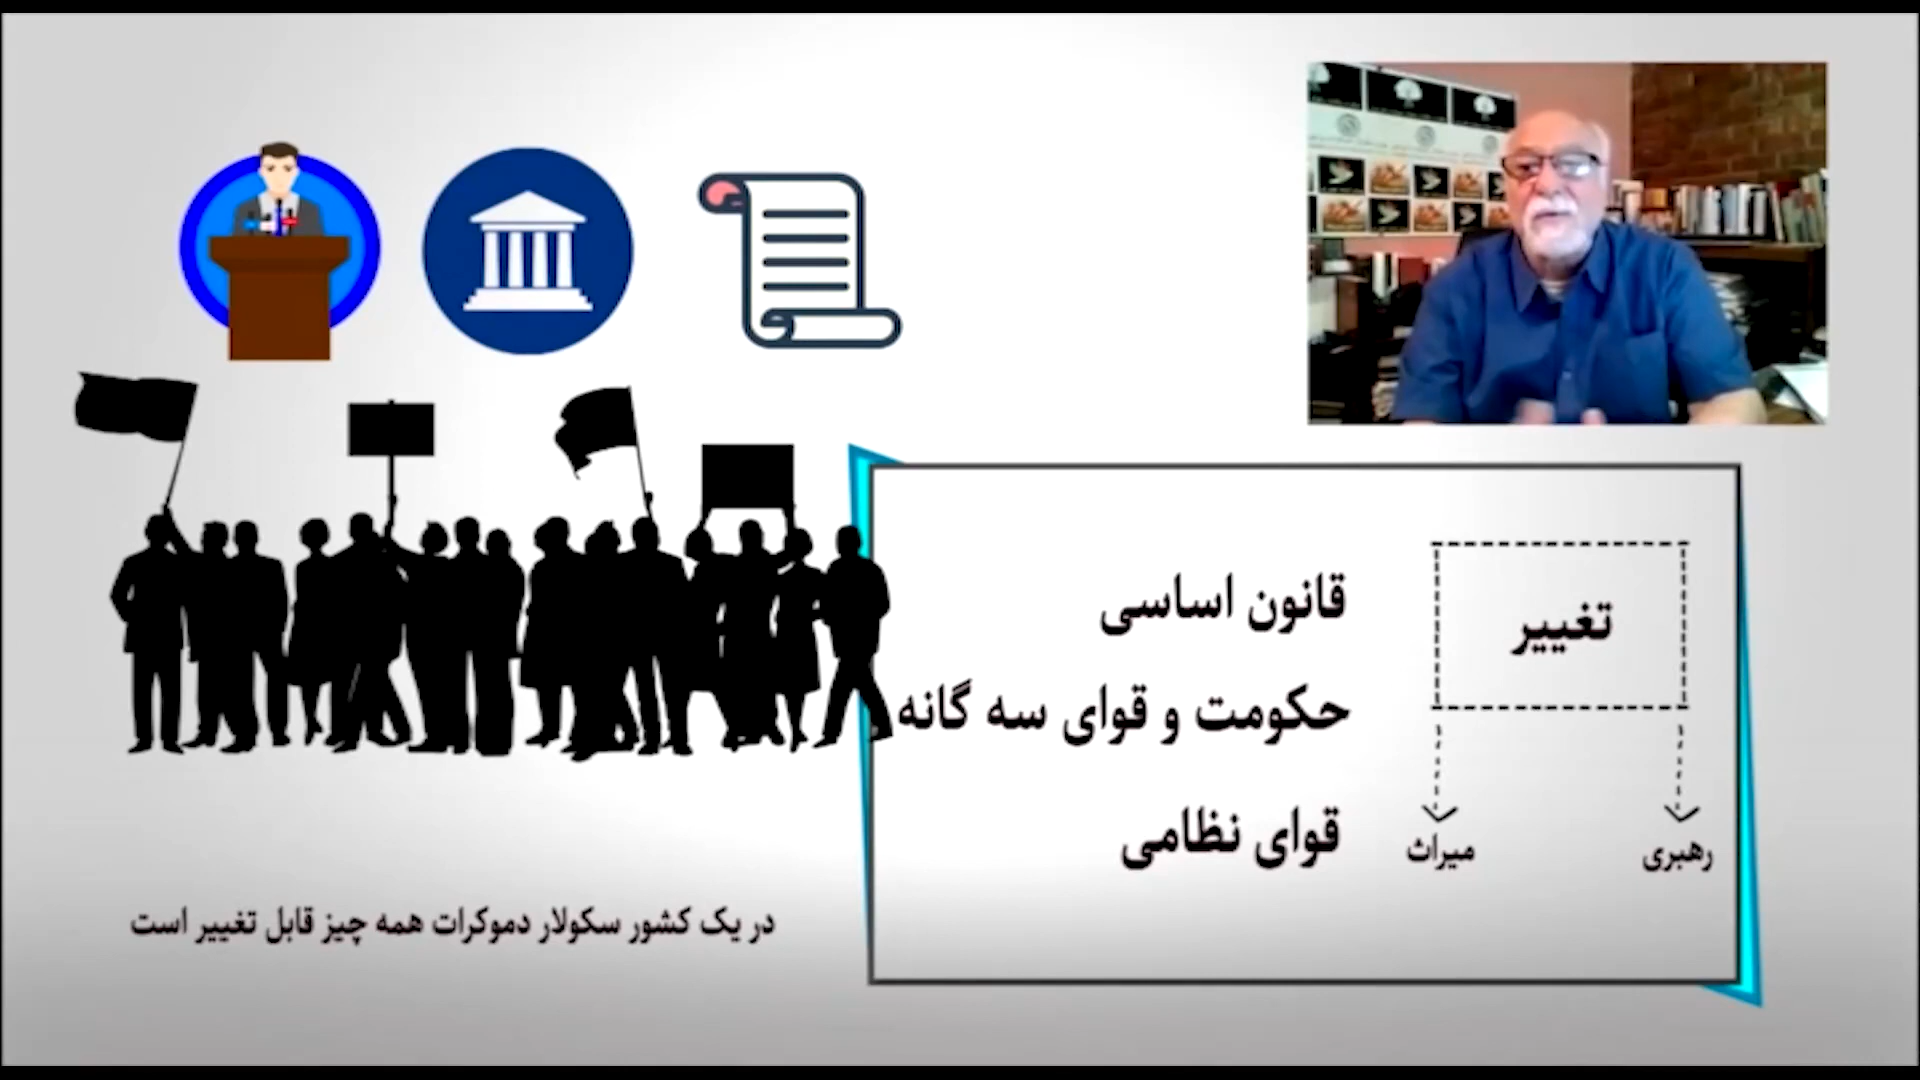 تغییر
رهبری
میراث
قانون اساسی
حکومت و قوای سه گانه
قوای نظامی
در یک کشور سکولار دموکرات همه چیز قابل تغییر است